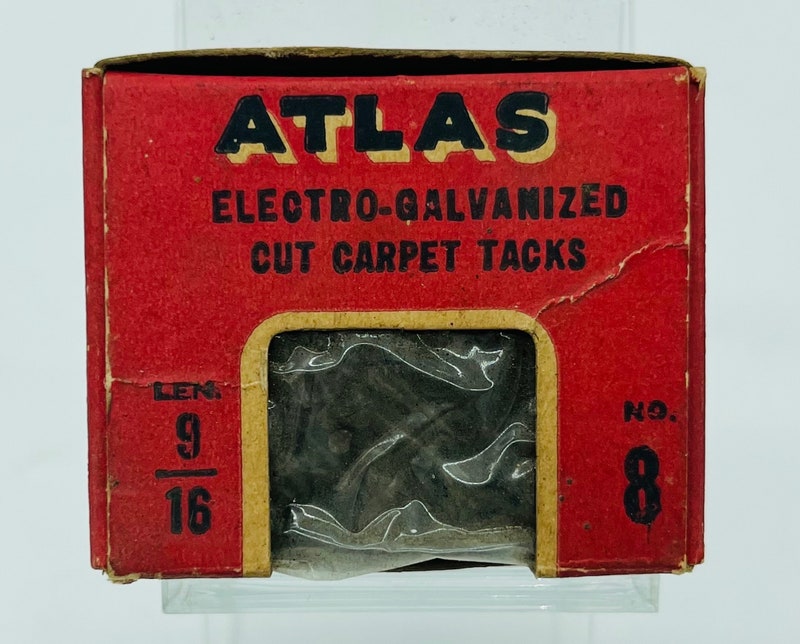 ATLAS
ELECTRO-GALVANIZED
CUT CARPET TACKS
LEN.
9
16
NO.
8